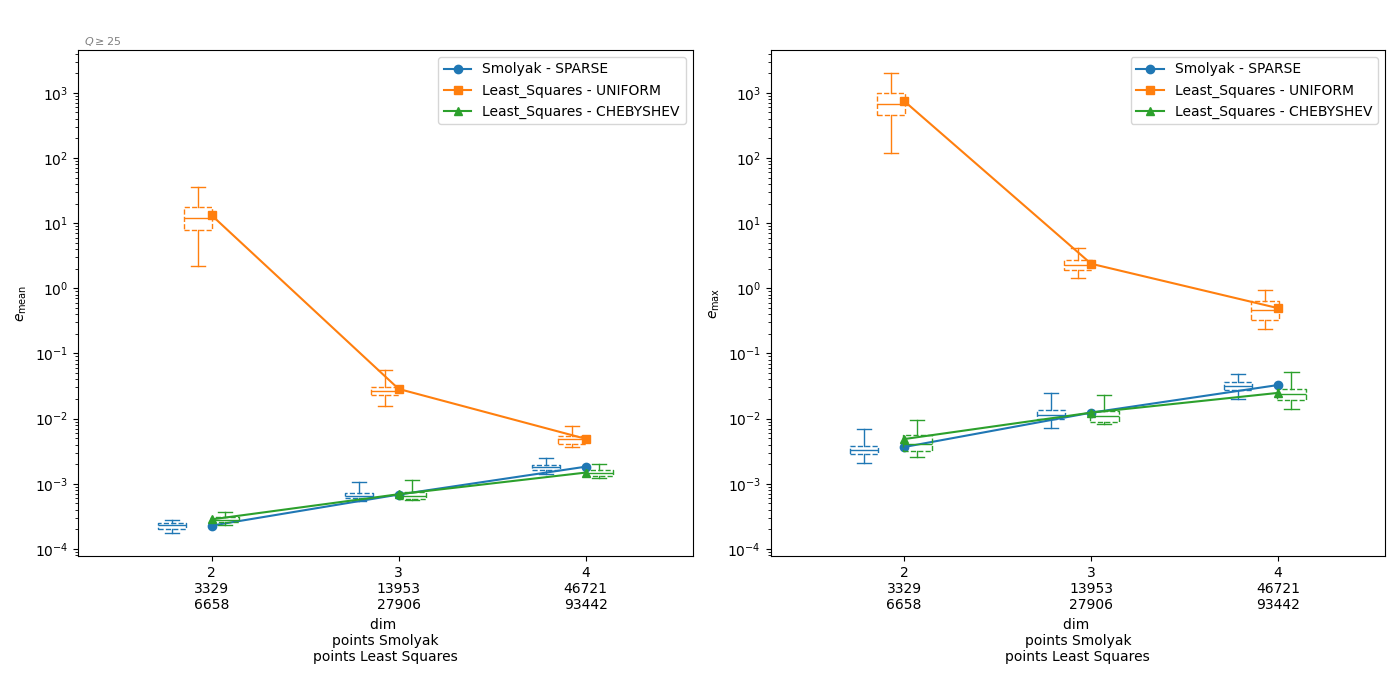 Q ≥ 25
Smolyak - SPARSE
Least_Squares - UNIFORM
Least_Squares - CHEBYSHEV
10³
10²
10¹
10⁰
10⁻¹
10⁻²
10⁻³
10⁻⁴
e_mean
2 3 4
3329 13953 46721
6658 27906 93442
dim
points Smolyak
points Least Squares
Smolyak - SPARSE
Least_Squares - UNIFORM
Least_Squares - CHEBYSHEV
10³
10²
10¹
10⁰
10⁻¹
10⁻²
10⁻³
10⁻⁴
e_max
2 3 4
3329 13953 46721
6658 27906 93442
dim
points Smolyak
points Least Squares